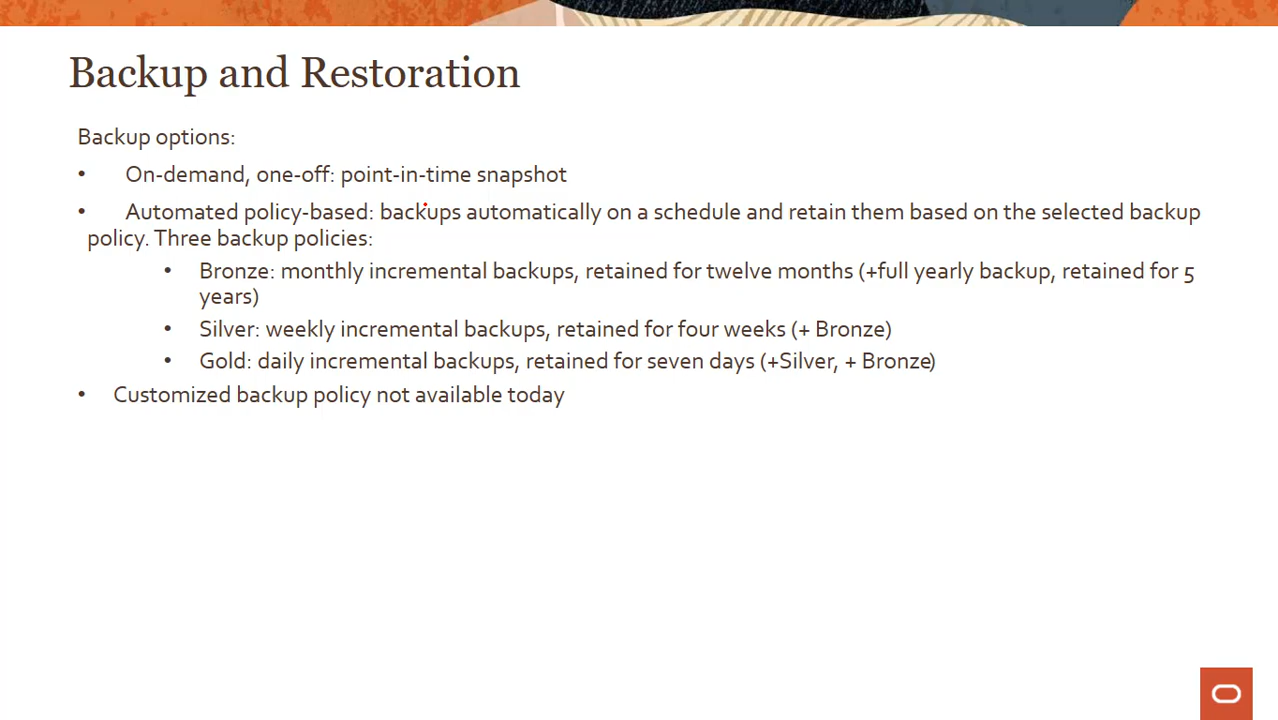 Backup and Restoration
Backup options:
• On-demand, one-off: point-in-time snapshot
• Automated policy-based: backups automatically on a schedule and retain them based on the selected backup
policy. Three backup policies:
• Bronze: monthly incremental backups, retained for twelve months (+full yearly backup, retained for 5
years)
• Silver: weekly incremental backups, retained for four weeks (+ Bronze)
• Gold: daily incremental backups, retained for seven days (+Silver, + Bronze)
• Customized backup policy not available today